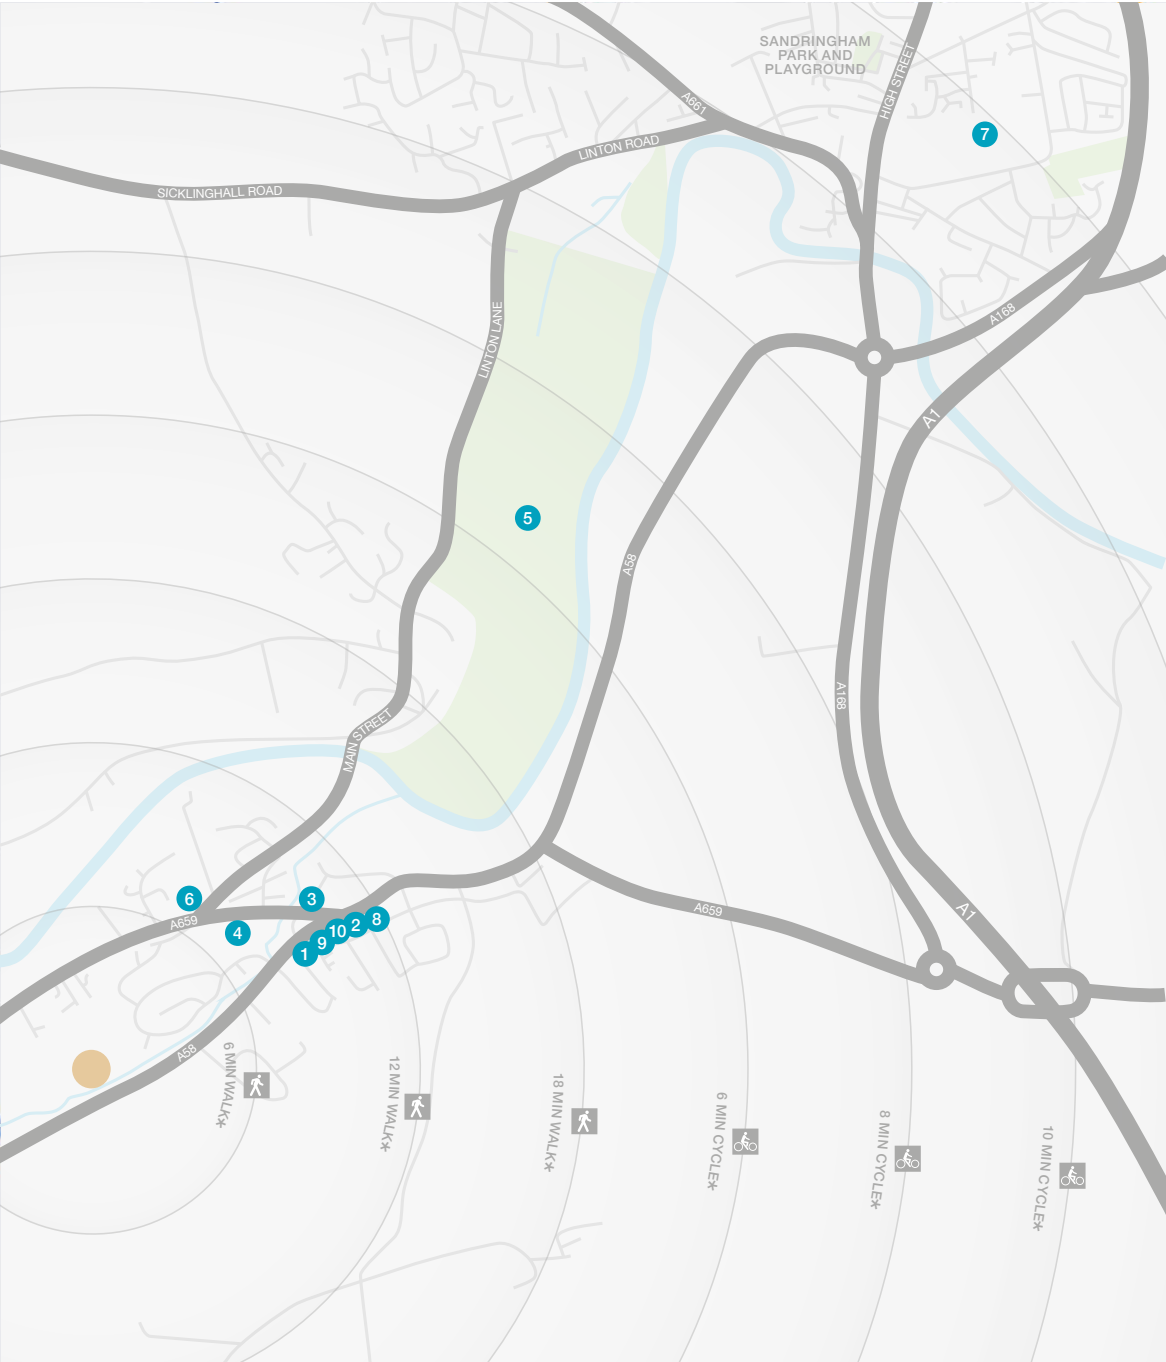 SANDRINGHAM
PARK AND
PLAYGROUND
HIGH STREET
A661
LINTON ROAD
7
SICKLINGHALL ROAD
LINTON LANE
A168
A1
5
A58
A168
MAIN STREET
6
3
A659
4
8
2
10
9
1
A659
A1
A58
6 MIN WALK*
12 MIN WALK*
18 MIN WALK*
6 MIN CYCLE*
8 MIN CYCLE*
10 MIN CYCLE*